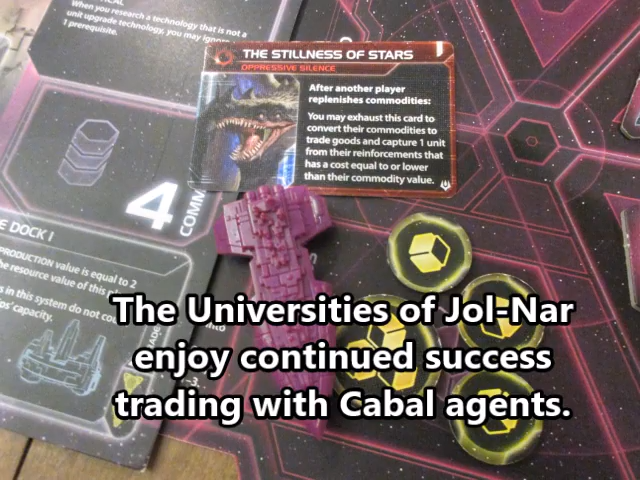 When you research a technology that is not a
unit upgrade technology, you may ignore
1 prerequisite.
THE STILLNESS OF STARS
OPPRESSIVE SILENCE
After another player
replenishes commodities:
You may exhaust this card to
convert their commodities to
trade goods and capture 1 unit
from their reinforcements that
has a cost equal to or lower
than their commodity value.
4
COMM
E DOCK I
PRODUCTION value is equal to 2
the resource value of this
s in this system do not co
os' capacity.
into
The Universities of Jol-Nar
enjoy continued success
trading with Cabal agents.